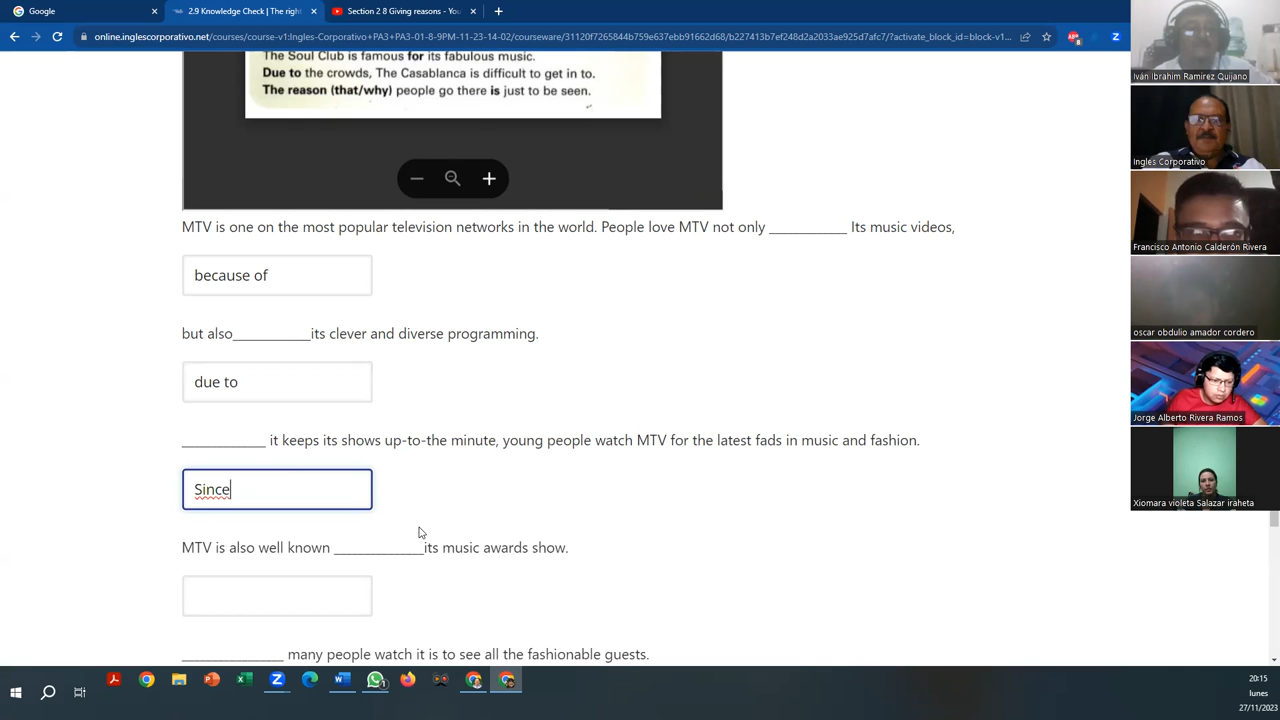 Google
2.9 Knowledge Check | The right
Section 2 8 Giving reasons - You
online.inglescorporativo.net/courses/course-v1:Ingles-Corporativo+PA3+PA3-01-8-9PM-11-23-14-02/courseware/31120f7265844b759e637ebb91662d68/b227413b7ef248d2a2033ae925d7afc7/?activate_block_id=block-v1...
The Soul Club is famous for its fabulous music.
Due to the crowds, The Casablanca is difficult to get in to.
The reason (that/why) people go there is just to be seen.
MTV is one on the most popular television networks in the world. People love MTV not only ____________ Its music videos,
because of
but also____________its clever and diverse programming.
due to
_____________ it keeps its shows up-to-the minute, young people watch MTV for the latest fads in music and fashion.
Since
MTV is also well known ______________its music awards show.
________________ many people watch it is to see all the fashionable guests.
Iván Ibrahim Ramirez Quijano
Inglés Corporativo
Francisco Antonio Calderón Rivera
oscar obdulio amador cordero
Jorge Alberto Rivera Ramos
Xiomara violeta Salazar iraheta
20:15
lunes
27/11/2023